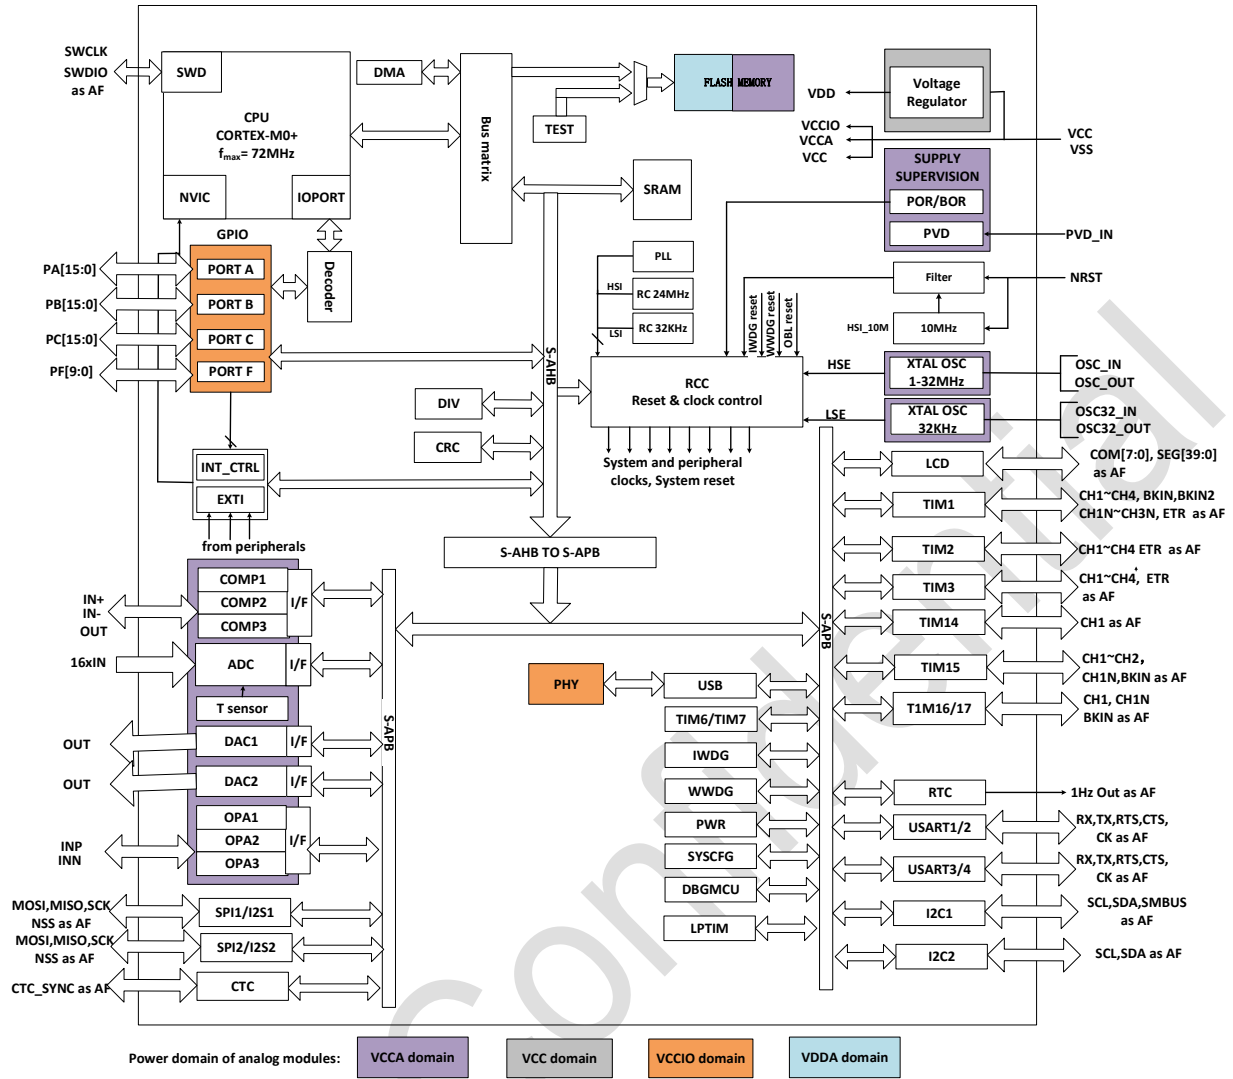 SWCLK
SWDIO
as AF
SWD
CPU
CORTEX-M0+
fmax= 72MHz
NVIC
IOPORT
DMA
Bus matrix
TEST
FLASH MEMORY
SRAM
VDD
Voltage
Regulator
VCCIO
VCCA
VCC
VCC
VSS
SUPPLY
SUPERVISION
POR/BOR
PVD
PVD_IN
GPIO
PORT A
PORT B
PORT C
PORT F
PA[15:0]
PB[15:0]
PC[15:0]
PF[9:0]
Decoder
PLL
HSI
RC 24MHz
LSI
RC 32KHz
IWDG reset
WWDG reset
OBL reset
Filter
NRST
HSI_10M
10MHz
S-AHB
RCC
Reset & clock control
HSE
XTAL OSC
1-32MHz
OSC_IN
OSC_OUT
LSE
XTAL OSC
32KHz
OSC32_IN
OSC32_OUT
System and peripheral
clocks, System reset
DIV
CRC
INT_CTRL
EXTI
from peripherals
S-AHB TO S-APB
LCD
COM[7:0], SEG[39:0]
as AF
TIM1
CH1~CH4, BKIN,BKIN2
CH1N~CH3N, ETR as AF
TIM2
CH1~CH4 ETR as AF
TIM3
CH1~CH4, ETR
as AF
TIM14
CH1 as AF
TIM15
CH1~CH2,
CH1N,BKIN as AF
T1M16/17
CH1, CH1N
BKIN as AF
RTC
1Hz Out as AF
USART1/2
RX,TX,RTS,CTS,
CK as AF
USART3/4
RX,TX,RTS,CTS,
CK as AF
I2C1
SCL,SDA,SMBUS
as AF
I2C2
SCL,SDA as AF
S-APB
IN+
IN-
OUT
COMP1
COMP2
COMP3
I/F
16xIN
ADC
I/F
T sensor
OUT
DAC1
I/F
OUT
DAC2
I/F
INP
INN
OPA1
OPA2
OPA3
I/F
S-APB
MOSI,MISO,SCK
NSS as AF
SPI1/I2S1
MOSI,MISO,SCK
NSS as AF
SPI2/I2S2
CTC_SYNC as AF
CTC
PHY
USB
TIM6/TIM7
IWDG
WWDG
PWR
SYSCFG
DBGMCU
LPTIM
Confidential
Power domain of analog modules:
VCCA domain
VCC domain
VCCIO domain
VDDA domain